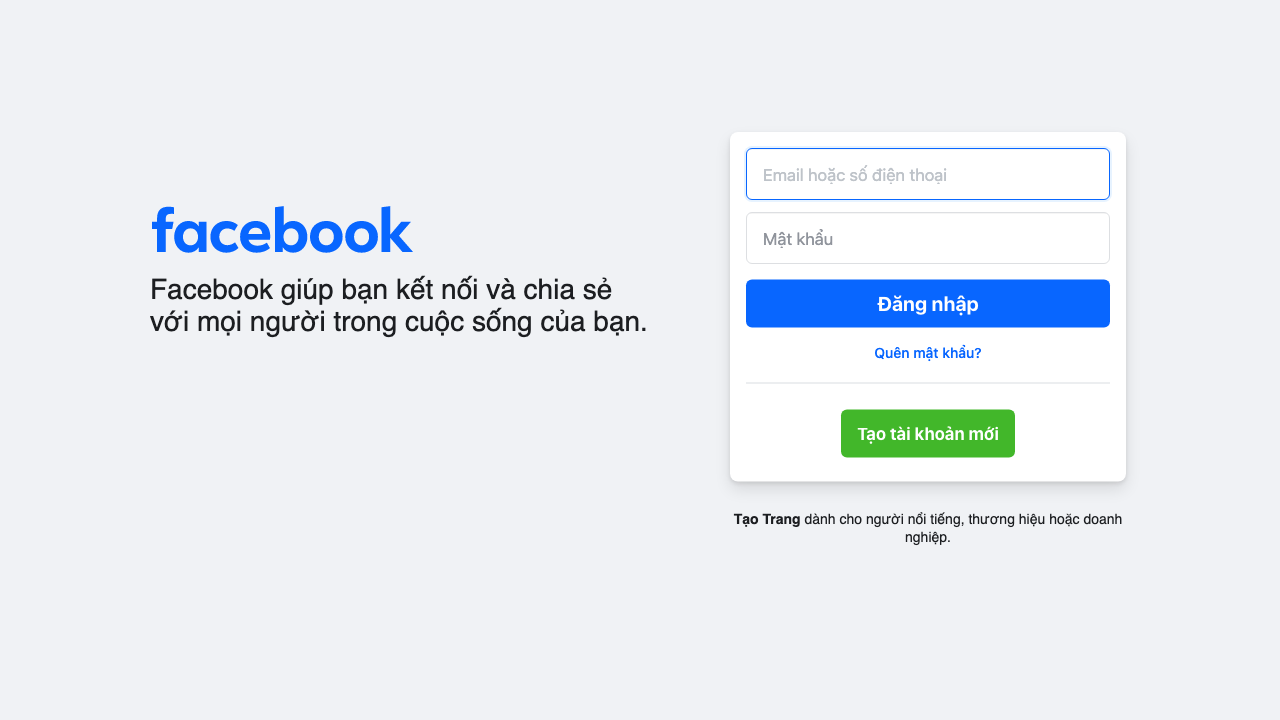 facebook
Facebook giúp bạn kết nối và chia sẻ
với mọi người trong cuộc sống của bạn.
Email hoặc số điện thoại
Mật khẩu
Đăng nhập
Quên mật khẩu?
Tạo tài khoản mới
Tạo Trang dành cho người nổi tiếng, thương hiệu hoặc doanh
nghiệp.